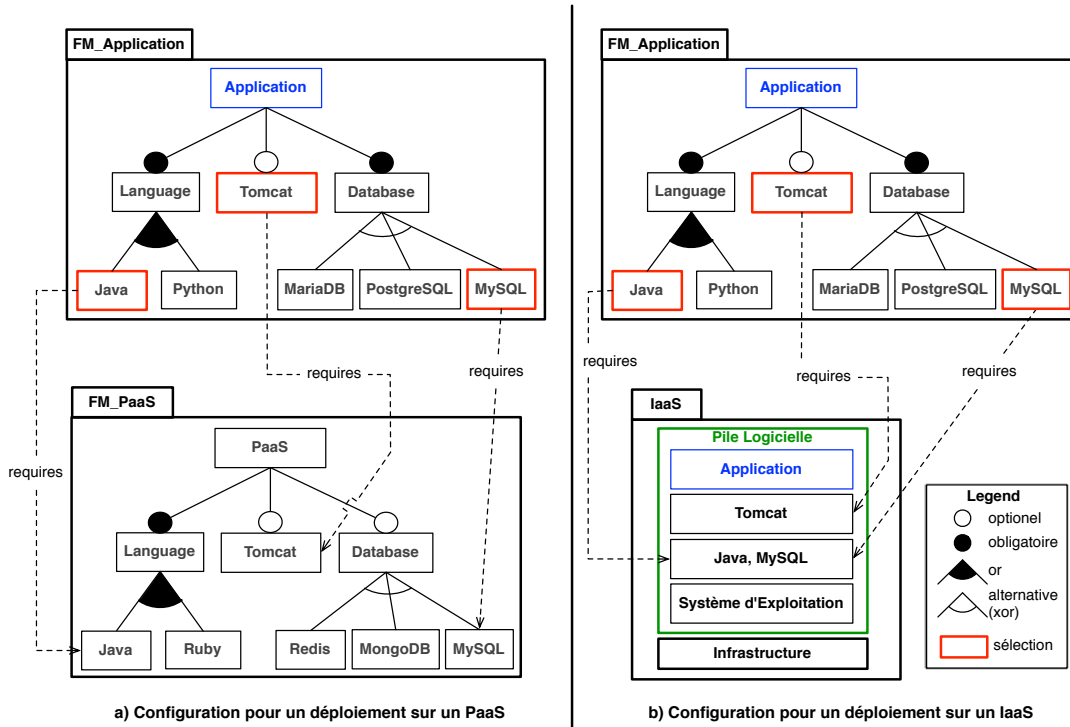 FM_Application
Application
Language
Tomcat
Database
Java
Python
MariaDB
PostgreSQL
MySQL
requires
requires
requires
FM_PaaS
PaaS
Language
Tomcat
Database
Java
Ruby
Redis
MongoDB
MySQL
a) Configuration pour un déploiement sur un PaaS
FM_Application
Application
Language
Tomcat
Database
Java
Python
MariaDB
PostgreSQL
MySQL
requires
requires
requires
IaaS
Pile Logicielle
Application
Tomcat
Java, MySQL
Système d'Exploitation
Infrastructure
Legend
optionel
obligatoire
or
alternative
(xor)
sélection
b) Configuration pour un déploiement sur un IaaS